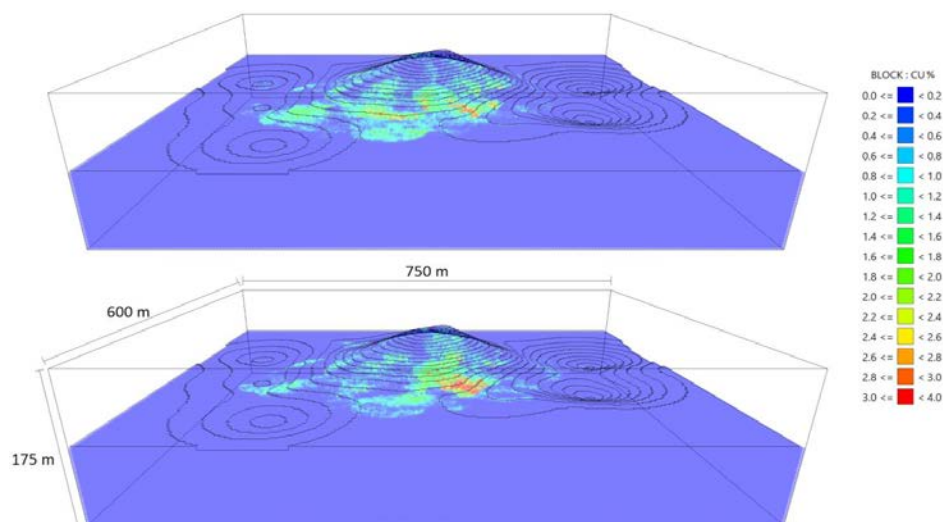 BLOCK : CU %
0.0 <= < 0.2
0.2 <= < 0.4
0.4 <= < 0.6
0.6 <= < 0.8
0.8 <= < 1.0
1.0 <= < 1.2
1.2 <= < 1.4
1.4 <= < 1.6
1.6 <= < 1.8
1.8 <= < 2.0
2.0 <= < 2.2
2.2 <= < 2.4
2.4 <= < 2.6
2.6 <= < 2.8
2.8 <= < 3.0
3.0 <= < 4.0
750 m
600 m
175 m